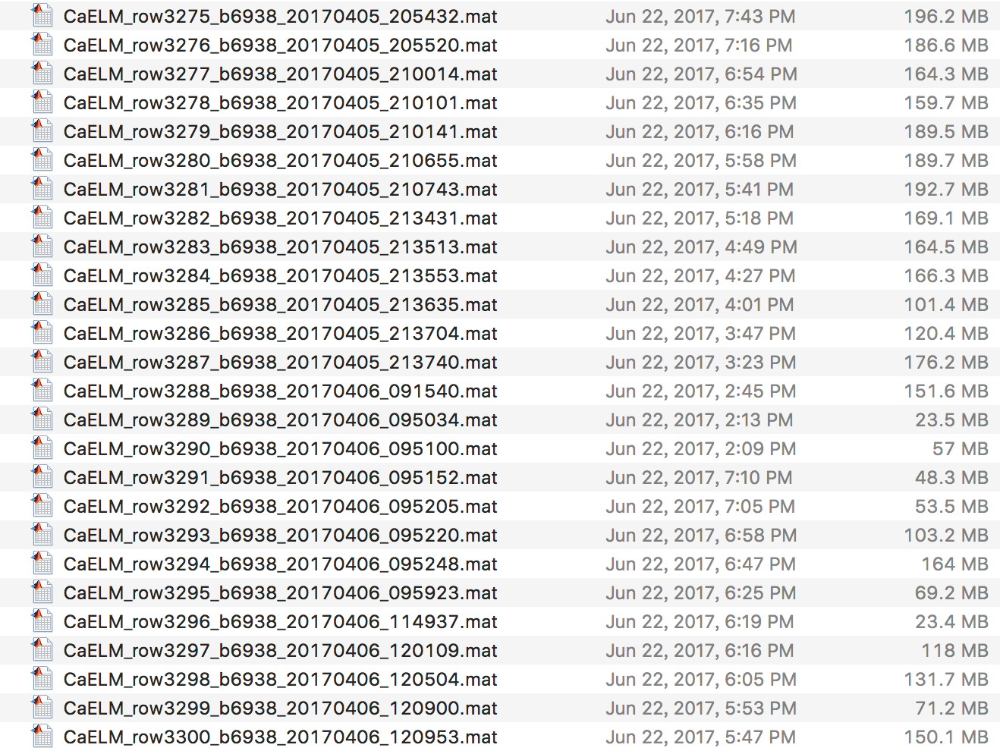 CaELM_row3275_b6938_20170405_205432.mat Jun 22, 2017, 7:43 PM 196.2 MB
CaELM_row3276_b6938_20170405_205520.mat Jun 22, 2017, 7:16 PM 186.6 MB
CaELM_row3277_b6938_20170405_210014.mat Jun 22, 2017, 6:54 PM 164.3 MB
CaELM_row3278_b6938_20170405_210101.mat Jun 22, 2017, 6:35 PM 159.7 MB
CaELM_row3279_b6938_20170405_210141.mat Jun 22, 2017, 6:16 PM 189.5 MB
CaELM_row3280_b6938_20170405_210655.mat Jun 22, 2017, 5:58 PM 189.7 MB
CaELM_row3281_b6938_20170405_210743.mat Jun 22, 2017, 5:41 PM 192.7 MB
CaELM_row3282_b6938_20170405_213431.mat Jun 22, 2017, 5:18 PM 169.1 MB
CaELM_row3283_b6938_20170405_213513.mat Jun 22, 2017, 4:49 PM 164.5 MB
CaELM_row3284_b6938_20170405_213553.mat Jun 22, 2017, 4:27 PM 166.3 MB
CaELM_row3285_b6938_20170405_213635.mat Jun 22, 2017, 4:01 PM 101.4 MB
CaELM_row3286_b6938_20170405_213704.mat Jun 22, 2017, 3:47 PM 120.4 MB
CaELM_row3287_b6938_20170405_213740.mat Jun 22, 2017, 3:23 PM 176.2 MB
CaELM_row3288_b6938_20170406_091540.mat Jun 22, 2017, 2:45 PM 151.6 MB
CaELM_row3289_b6938_20170406_095034.mat Jun 22, 2017, 2:13 PM 23.5 MB
CaELM_row3290_b6938_20170406_095100.mat Jun 22, 2017, 2:09 PM 57 MB
CaELM_row3291_b6938_20170406_095152.mat Jun 22, 2017, 7:10 PM 48.3 MB
CaELM_row3292_b6938_20170406_095205.mat Jun 22, 2017, 7:05 PM 53.5 MB
CaELM_row3293_b6938_20170406_095220.mat Jun 22, 2017, 6:58 PM 103.2 MB
CaELM_row3294_b6938_20170406_095248.mat Jun 22, 2017, 6:47 PM 164 MB
CaELM_row3295_b6938_20170406_095923.mat Jun 22, 2017, 6:25 PM 69.2 MB
CaELM_row3296_b6938_20170406_114937.mat Jun 22, 2017, 6:19 PM 23.4 MB
CaELM_row3297_b6938_20170406_120109.mat Jun 22, 2017, 6:16 PM 118 MB
CaELM_row3298_b6938_20170406_120504.mat Jun 22, 2017, 6:05 PM 131.7 MB
CaELM_row3299_b6938_20170406_120900.mat Jun 22, 2017, 5:53 PM 71.2 MB
CaELM_row3300_b6938_20170406_120953.mat Jun 22, 2017, 5:47 PM 150.1 MB